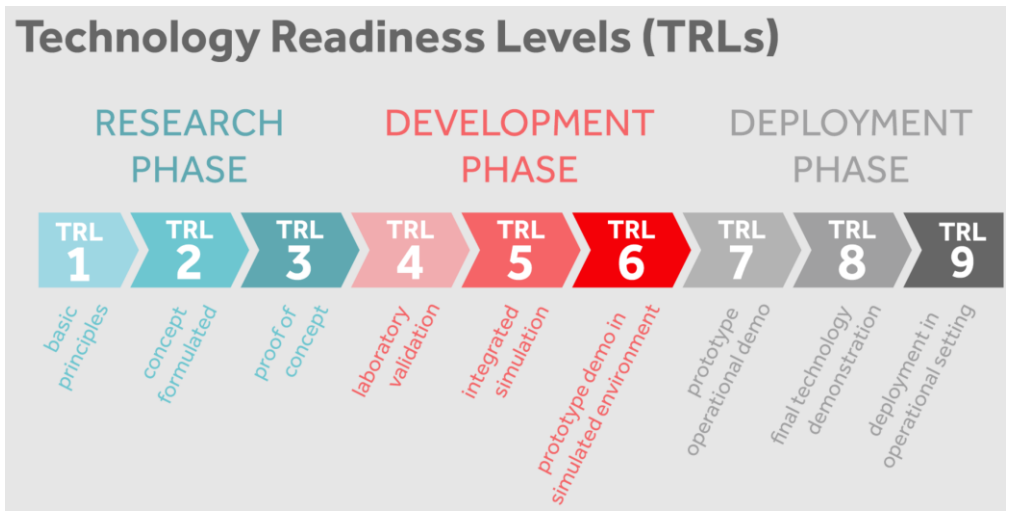 Technology Readiness Levels (TRLs)
RESEARCH
PHASE
DEVELOPMENT
PHASE
DEPLOYMENT
PHASE
TRL
1
TRL
2
TRL
3
TRL
4
TRL
5
TRL
6
TRL
7
TRL
8
TRL
9
basic
principles
concept
formulated
proof of
concept
laboratory
validation
integrated
simulation
prototype demo in
simulated environment
prototype
operational demo
final technology
demonstration
deployment in
operational setting